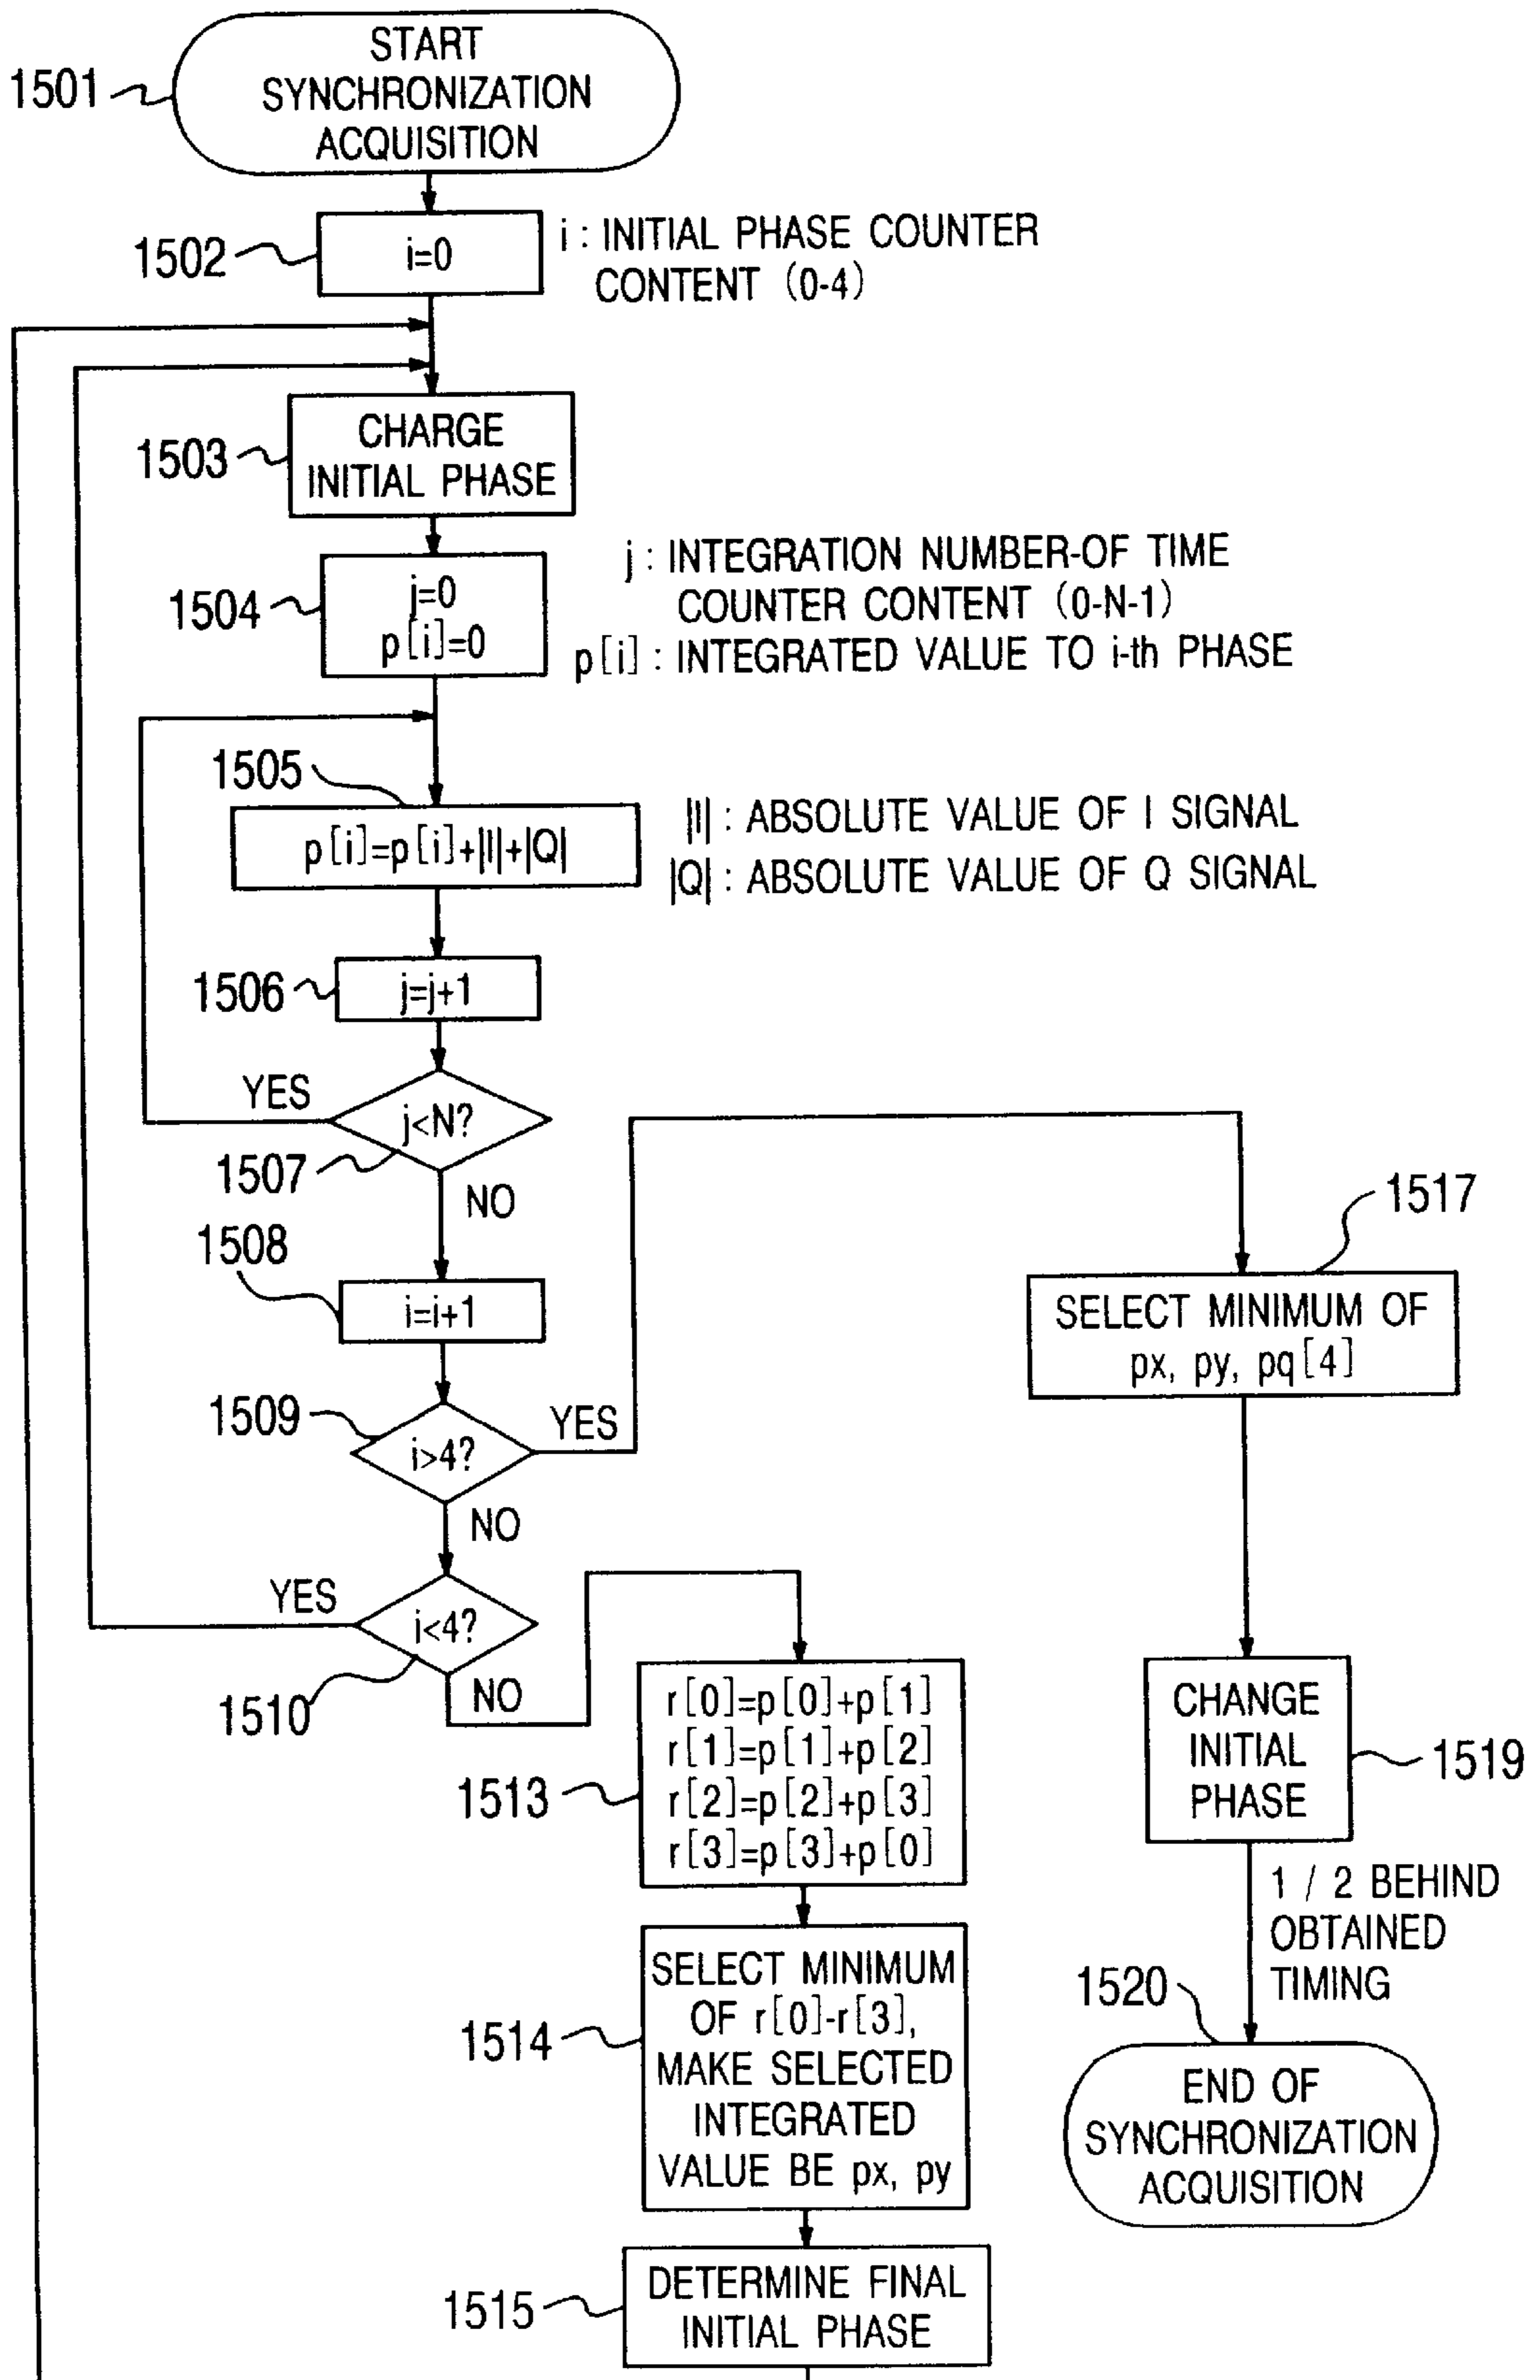 START
SYNCHRONIZATION
ACQUISITION
1501
1502
i=0
i : INITIAL PHASE COUNTER
CONTENT (0-4)
1503
CHARGE
INITIAL PHASE
1504
j=0
p[i]=0
j : INTEGRATION NUMBER-OF TIME
COUNTER CONTENT (0-N-1)
p[i] : INTEGRATED VALUE TO i-th PHASE
1505
p[i]=p[i]+|I|+|Q|
|I| : ABSOLUTE VALUE OF I SIGNAL
|Q| : ABSOLUTE VALUE OF Q SIGNAL
1506
j=j+1
YES
j<N?
1507
NO
1508
i=i+1
1509
i>4?
YES
NO
YES
i<4?
1510
NO
1513
r[0]=p[0]+p[1]
r[1]=p[1]+p[2]
r[2]=p[2]+p[3]
r[3]=p[3]+p[0]
1514
SELECT MINIMUM
OF r[0]-r[3],
MAKE SELECTED
INTEGRATED
VALUE BE px, py
1515
DETERMINE FINAL
INITIAL PHASE
1517
SELECT MINIMUM OF
px, py, pq[4]
CHANGE
INITIAL
PHASE
1519
1 / 2 BEHIND
OBTAINED
TIMING
1520
END OF
SYNCHRONIZATION
ACQUISITION